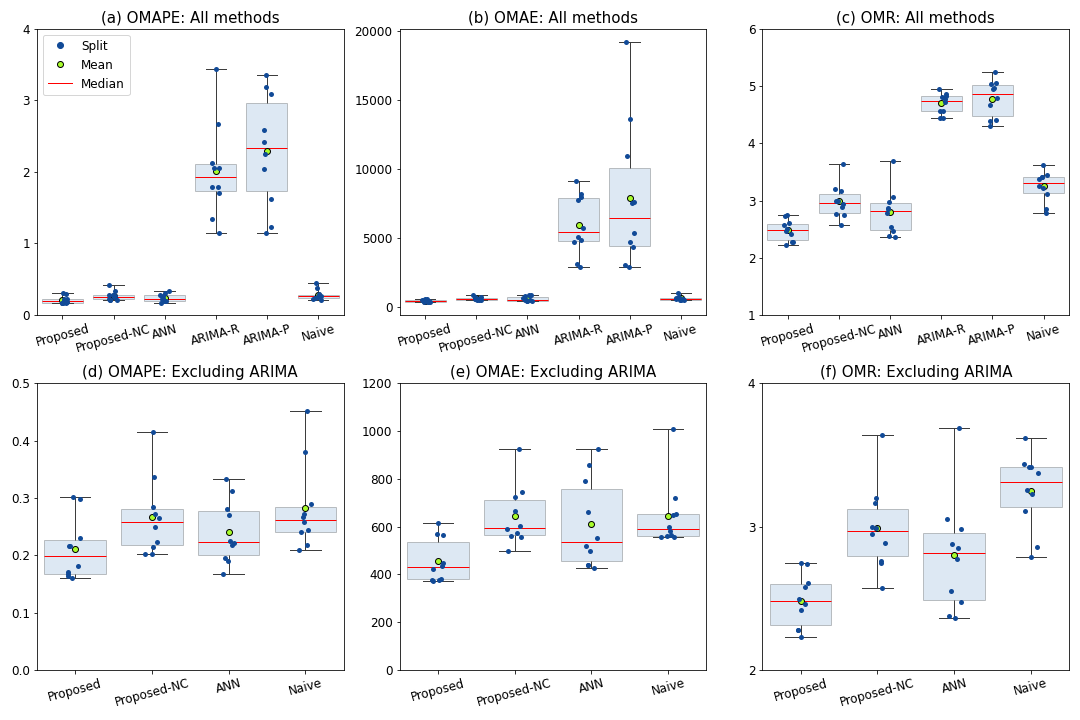 (a) OMAPE: All methods
4
3
2
1
0
Split
Mean
Median
Proposed
Proposed-NC
ANN
ARIMA-R
ARIMA-P
Naive
(b) OMAE: All methods
20000
15000
10000
5000
0
Proposed
Proposed-NC
ANN
ARIMA-R
ARIMA-P
Naive
(c) OMR: All methods
6
5
4
3
2
1
Proposed
Proposed-NC
ANN
ARIMA-R
ARIMA-P
Naive
(d) OMAPE: Excluding ARIMA
0.5
0.4
0.3
0.2
0.1
0.0
Proposed
Proposed-NC
ANN
Naive
(e) OMAE: Excluding ARIMA
1200
1000
800
600
400
200
0
Proposed
Proposed-NC
ANN
Naive
(f) OMR: Excluding ARIMA
4
3
2
Proposed
Proposed-NC
ANN
Naive